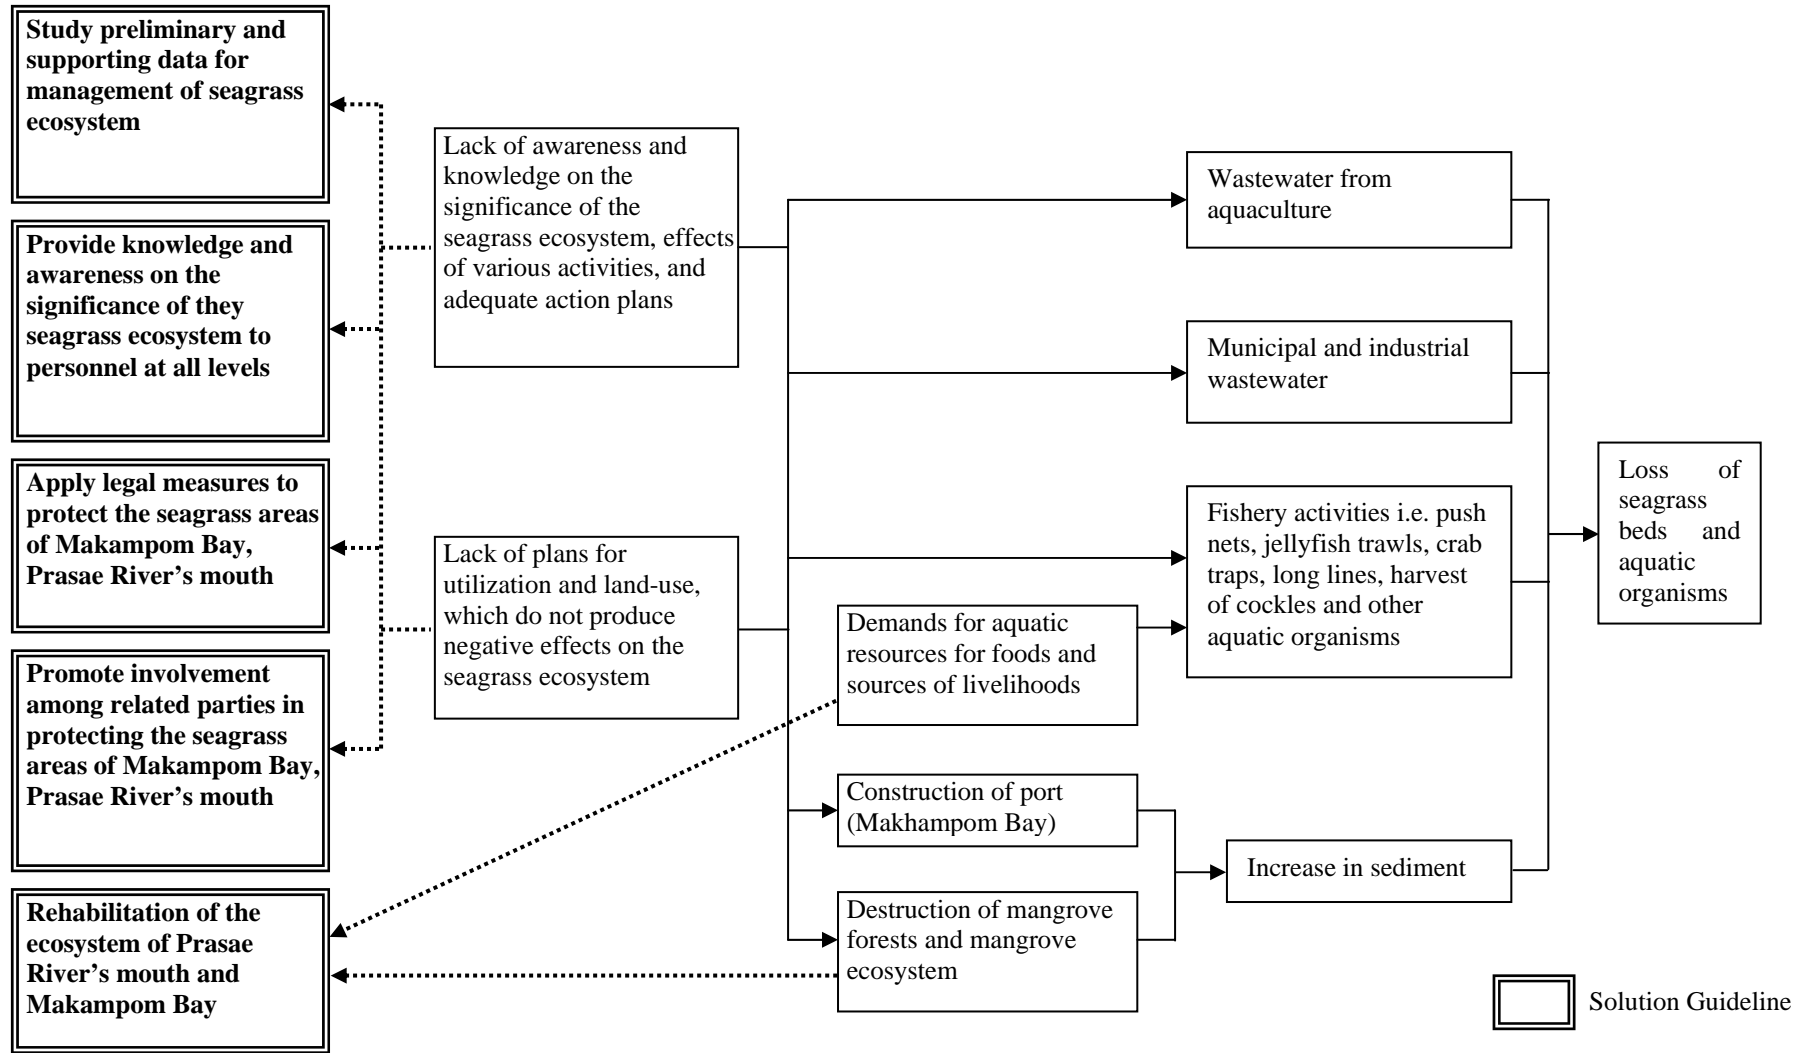 Study preliminary and
supporting data for
management of seagrass
ecosystem
Provide knowledge and
awareness on the
significance of they
seagrass ecosystem to
personnel at all levels
Apply legal measures to
protect the seagrass areas
of Makampom Bay,
Prasae River’s mouth
Promote involvement
among related parties in
protecting the seagrass
areas of Makampom Bay,
Prasae River’s mouth
Rehabilitation of the
ecosystem of Prasae
River’s mouth and
Makampom Bay
Lack of awareness and
knowledge on the
significance of the
seagrass ecosystem, effects
of various activities, and
adequate action plans
Lack of plans for
utilization and land-use,
which do not produce
negative effects on the
seagrass ecosystem
Demands for aquatic
resources for foods and
sources of livelihoods
Construction of port
(Makhampom Bay)
Destruction of mangrove
forests and mangrove
ecosystem
Wastewater from
aquaculture
Municipal and industrial
wastewater
Fishery activities i.e. push
nets, jellyfish trawls, crab
traps, long lines, harvest
of cockles and other
aquatic organisms
Increase in sediment
Loss of
seagrass
beds and
aquatic
organisms
Solution Guideline